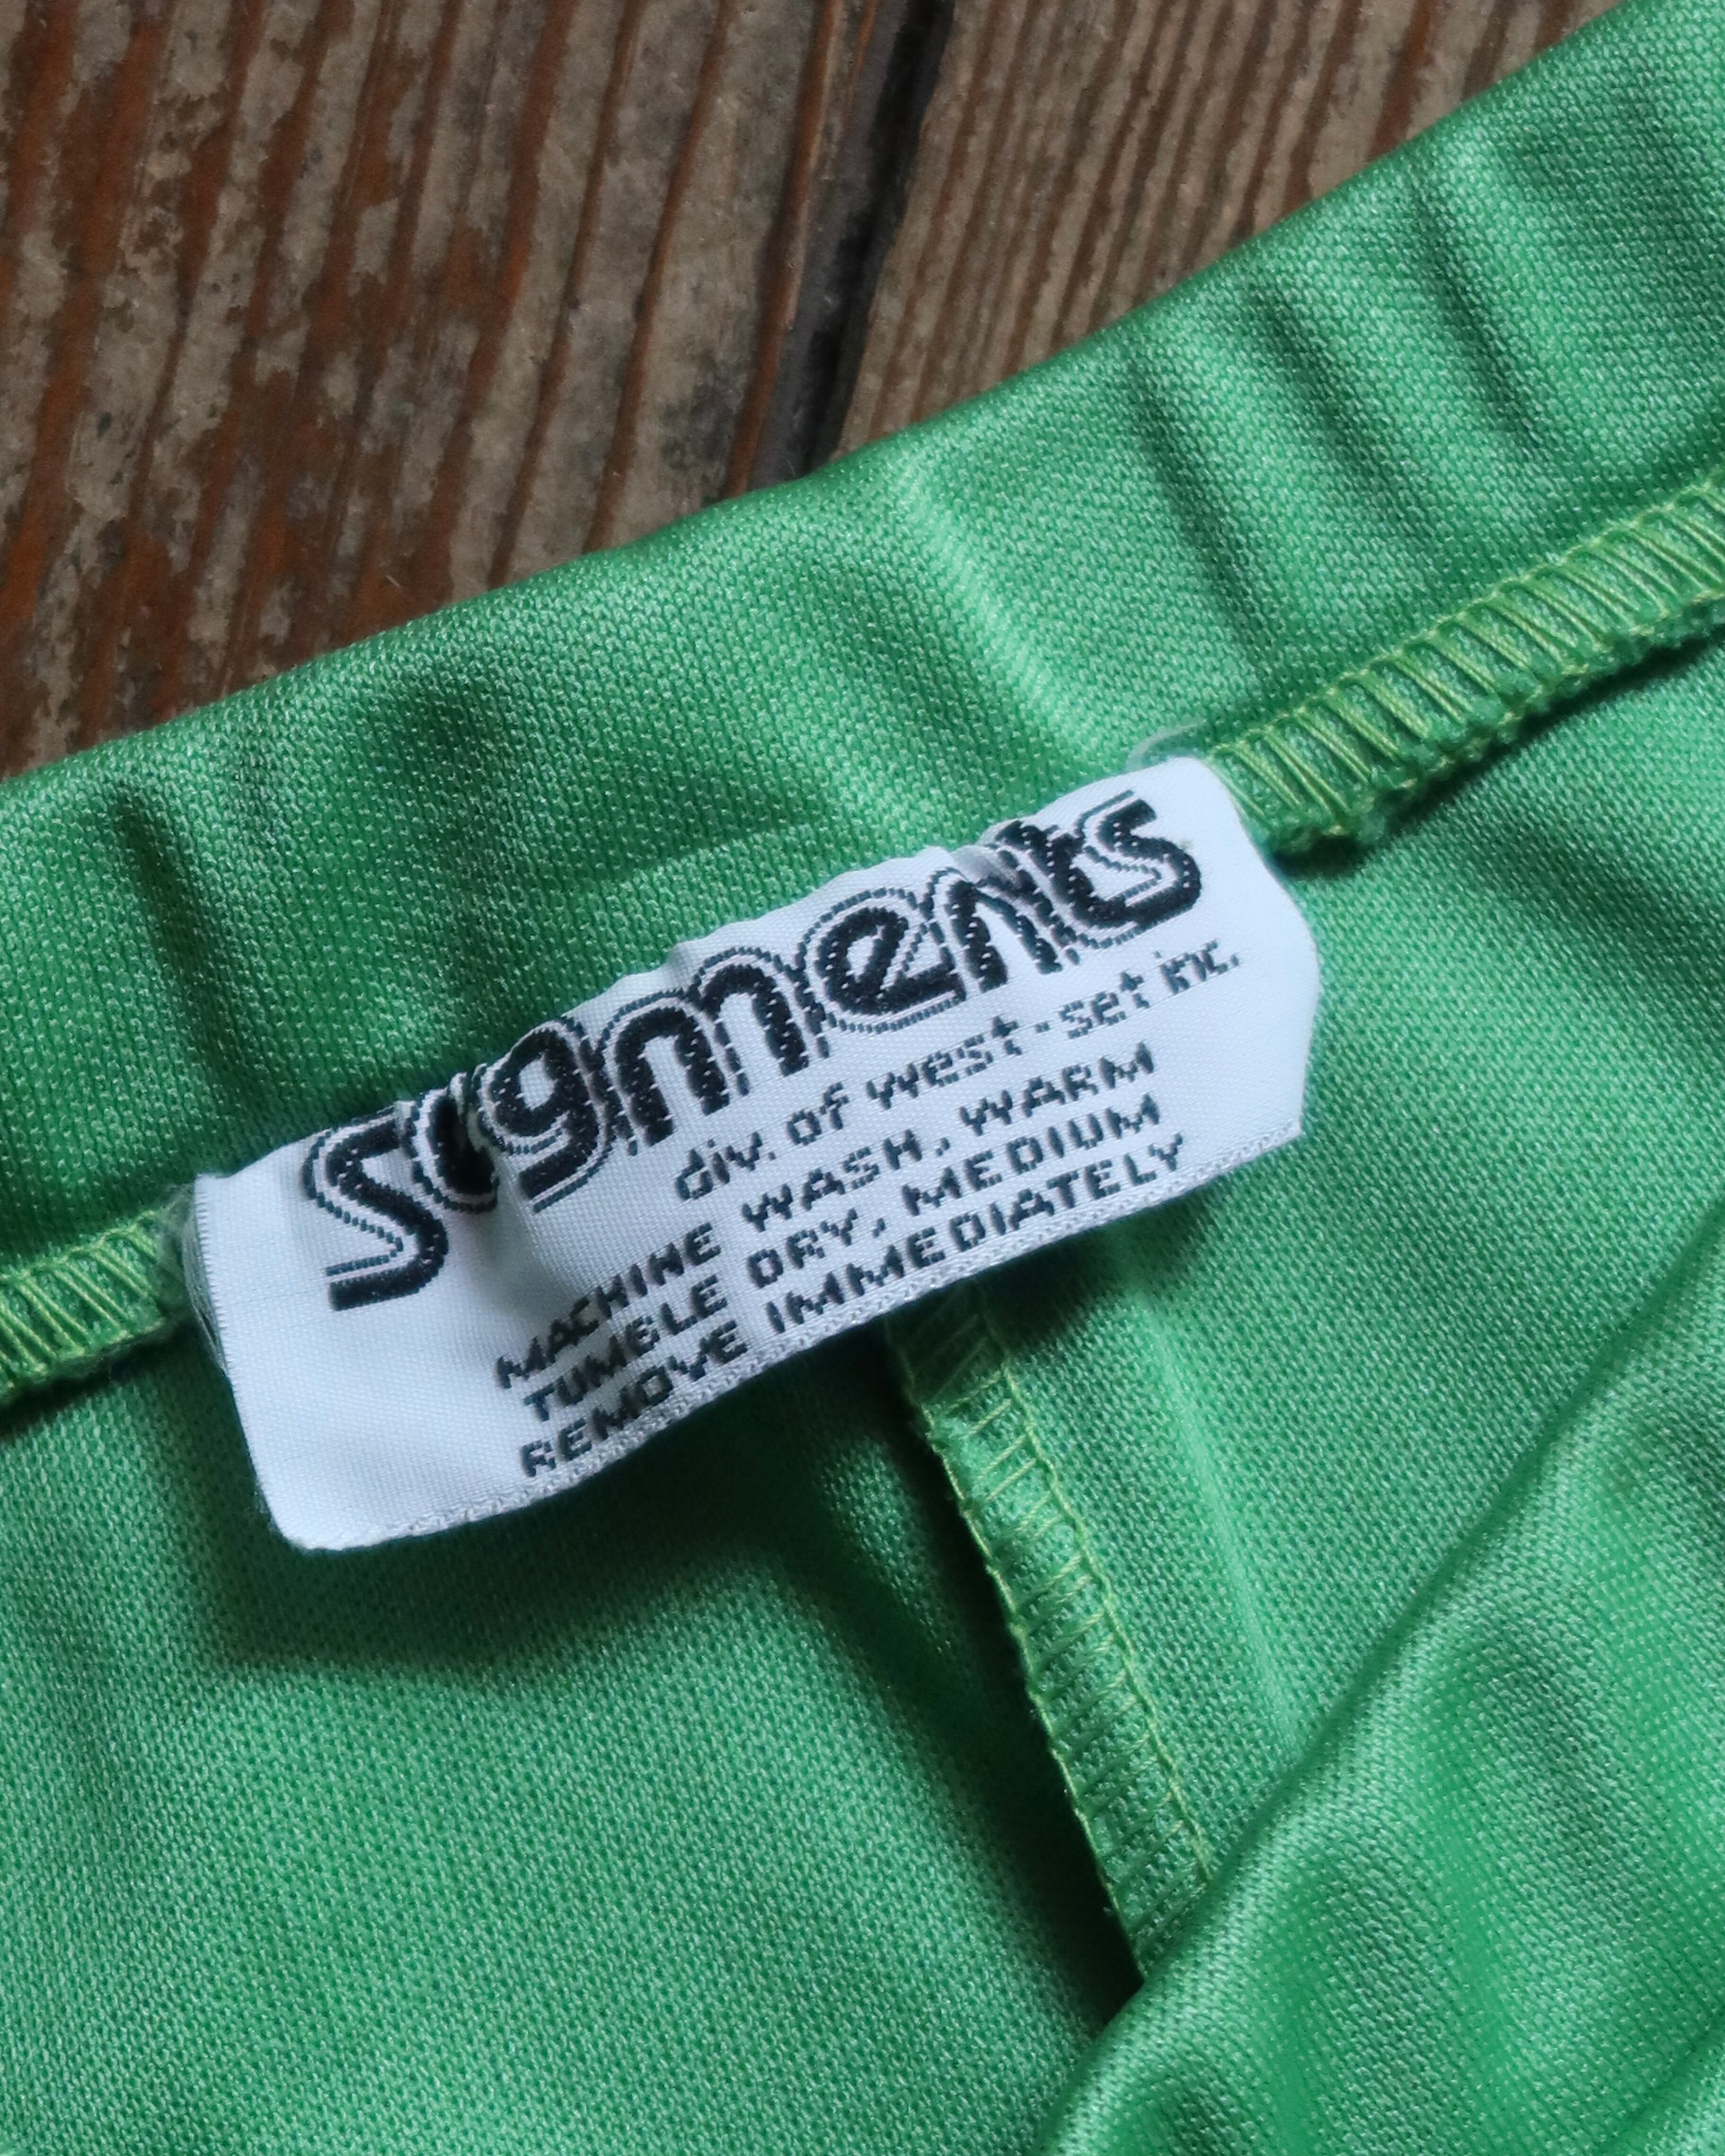 segments
div. of west-set inc.
MACHINE WASH, WARM
TUMBLE DRY, MEDIUM
REMOVE IMMEDIATELY